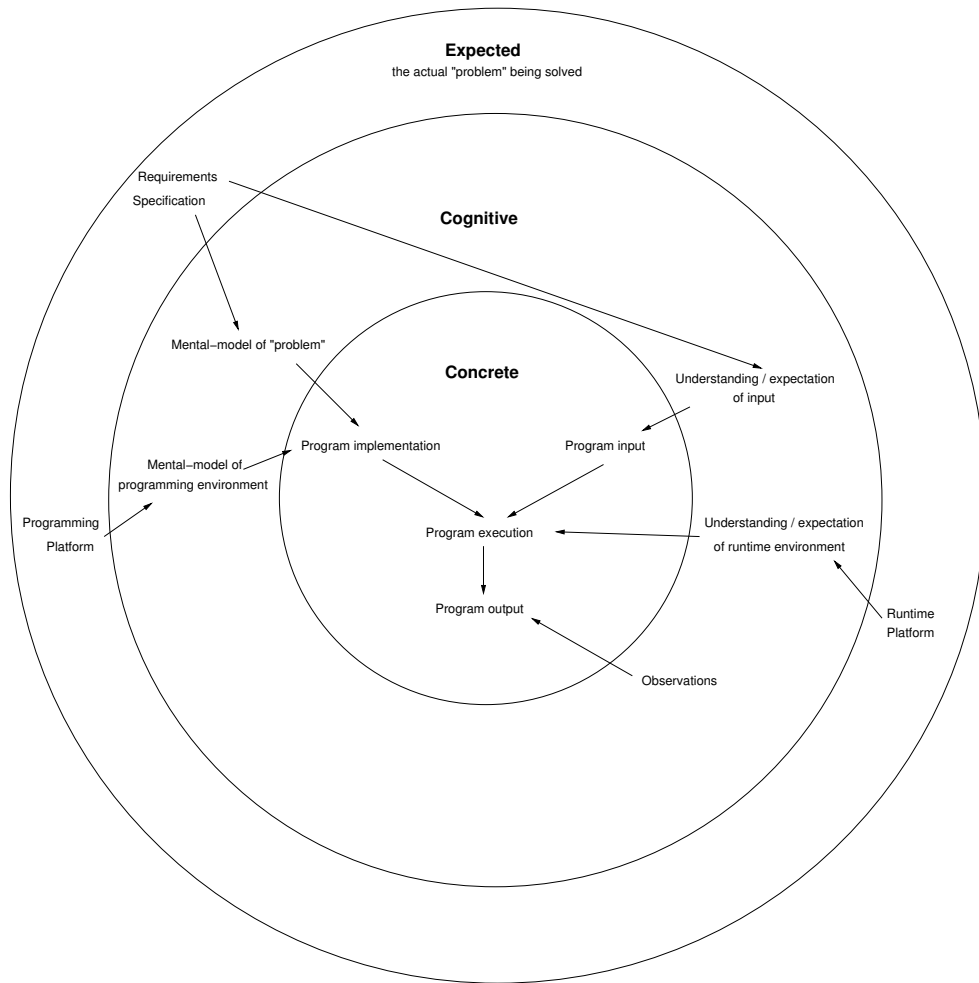 Expected
the actual "problem" being solved
Requirements
Specification
Cognitive
Mental−model of "problem"
Concrete
Understanding / expectation
of input
Program implementation
Program input
Mental−model of
programming environment
Programming
Platform
Program execution
Understanding / expectation
of runtime environment
Program output
Runtime
Platform
Observations